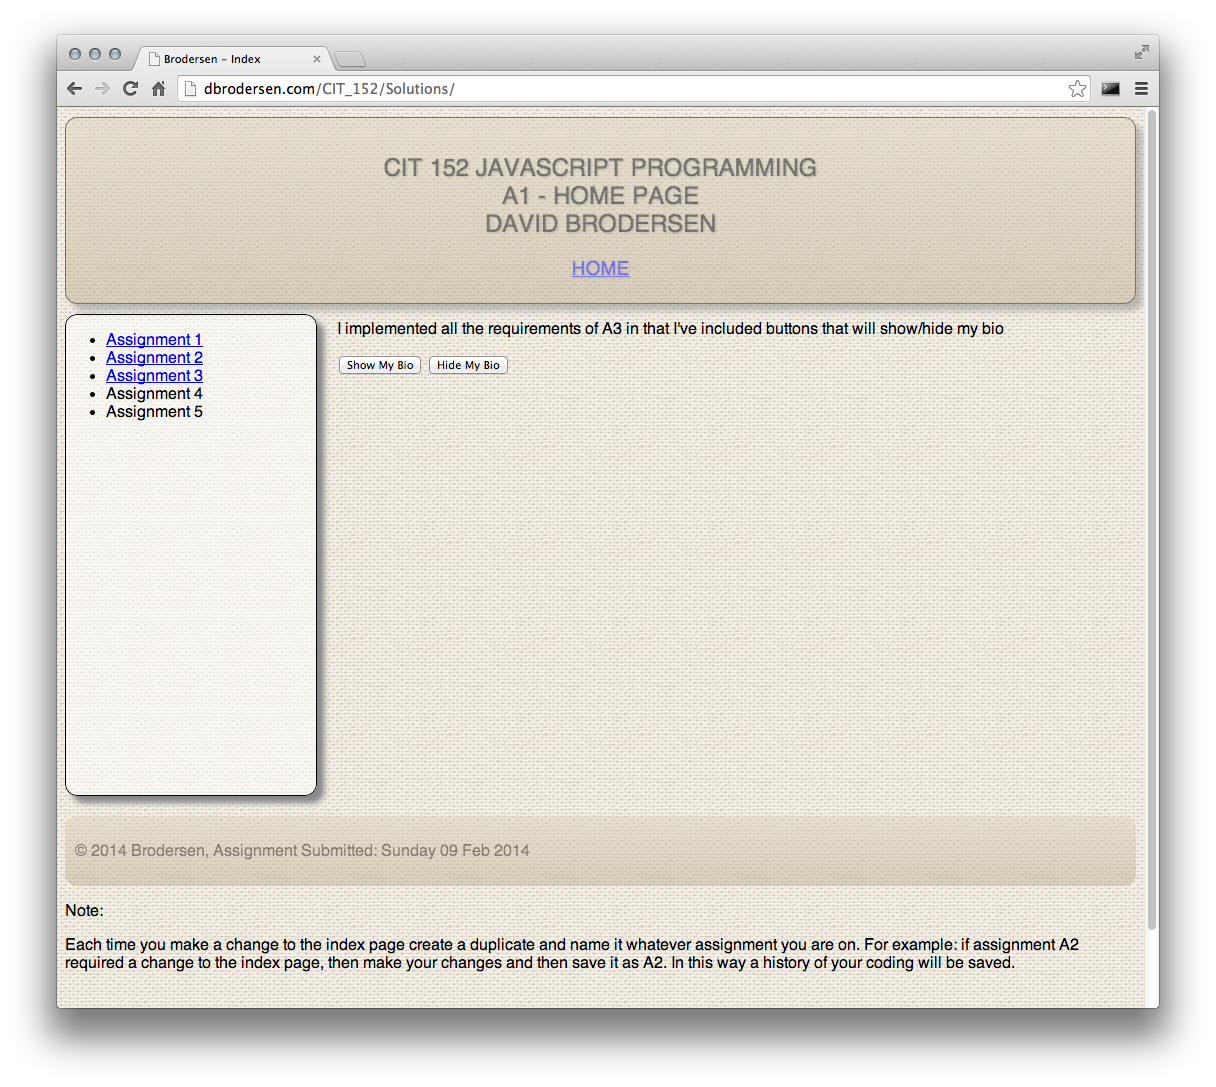 Brodersen – Index
dbrodersen.com/CIT_152/Solutions/
CIT 152 JAVASCRIPT PROGRAMMING
A1 - HOME PAGE
DAVID BRODERSEN
HOME
Assignment 1
Assignment 2
Assignment 3
Assignment 4
Assignment 5
I implemented all the requirements of A3 in that I've included buttons that will show/hide my bio
Show My Bio Hide My Bio
© 2014 Brodersen, Assignment Submitted: Sunday 09 Feb 2014
Note:
Each time you make a change to the index page create a duplicate and name it whatever assignment you are on. For example: if assignment A2
required a change to the index page, then make your changes and then save it as A2. In this way a history of your coding will be saved.